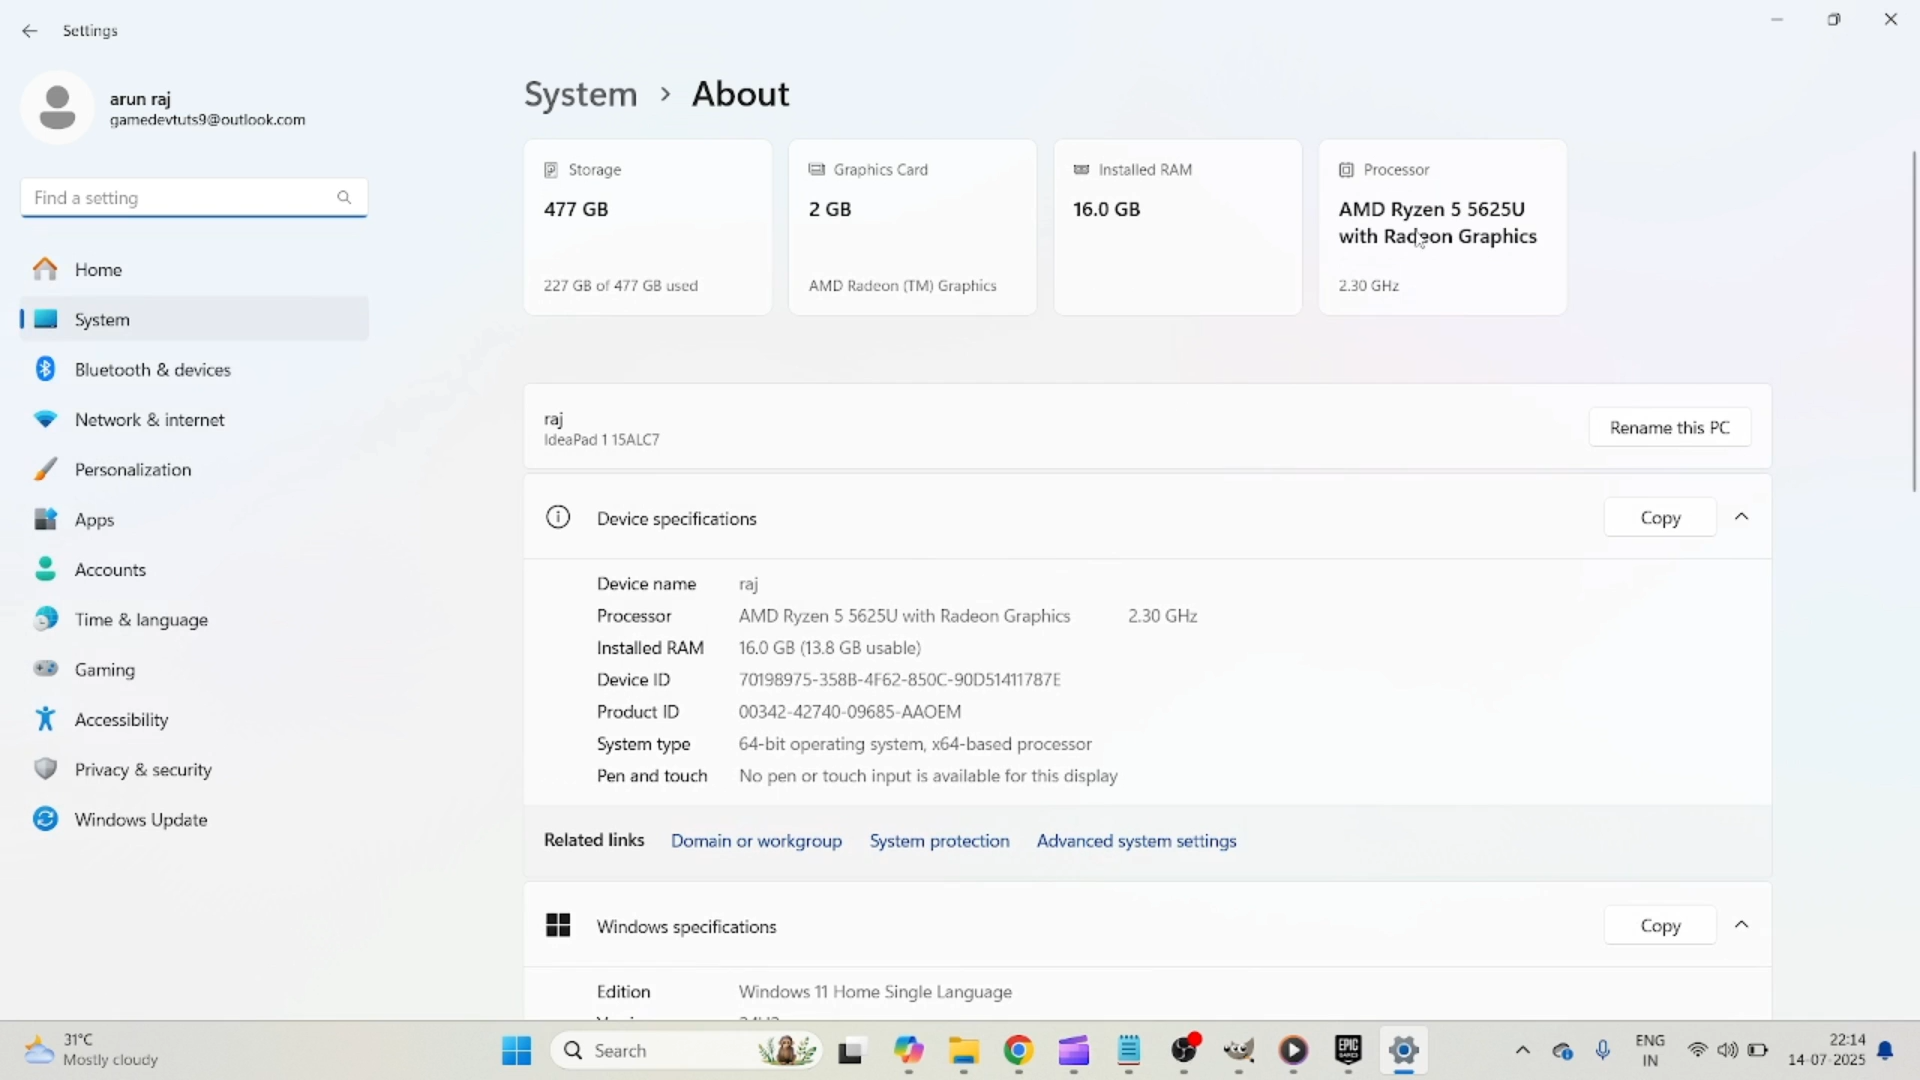 Settings
arun raj
gamedevtuts9@outlook.com
Find a setting
Home
System
Bluetooth & devices
Network & internet
Personalization
Apps
Accounts
Time & language
Gaming
Accessibility
Privacy & security
Windows Update
System > About
Storage
477 GB
227 GB of 477 GB used
Graphics Card
2 GB
AMD Radeon (TM) Graphics
Installed RAM
16.0 GB
Processor
AMD Ryzen 5 5625U
with Radeon Graphics
2.30 GHz
raj
IdeaPad 1 15ALC7
Rename this PC
Device specifications
Copy
Device name raj
Processor AMD Ryzen 5 5625U with Radeon Graphics 2.30 GHz
Installed RAM 16.0 GB (13.8 GB usable)
Device ID 70198975-358B-4F62-850C-90D51411787E
Product ID 00342-42740-09685-AAOEM
System type 64-bit operating system, x64-based processor
Pen and touch No pen or touch input is available for this display
Related links Domain or workgroup System protection Advanced system settings
Windows specifications
Copy
Edition Windows 11 Home Single Language
31°C
Mostly cloudy
Search
EPIC
GAMES
ENG
IN
22:14
14-07-2025